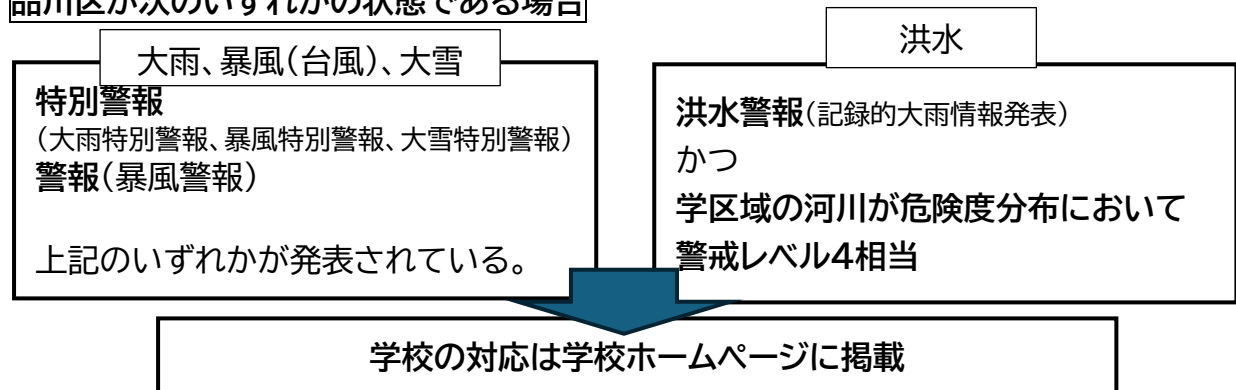 品川区が次のいずれかの状態である場合
大雨、暴風(台風)、大雪
特別警報
(大雨特別警報、暴風特別警報、大雪特別警報)
警報(暴風警報)
上記のいずれかが発表されている。
洪水
洪水警報(記録的大雨情報発表)
かつ
学区域の河川が危険度分布において
警戒レベル4相当
学校の対応は学校ホームページに掲載